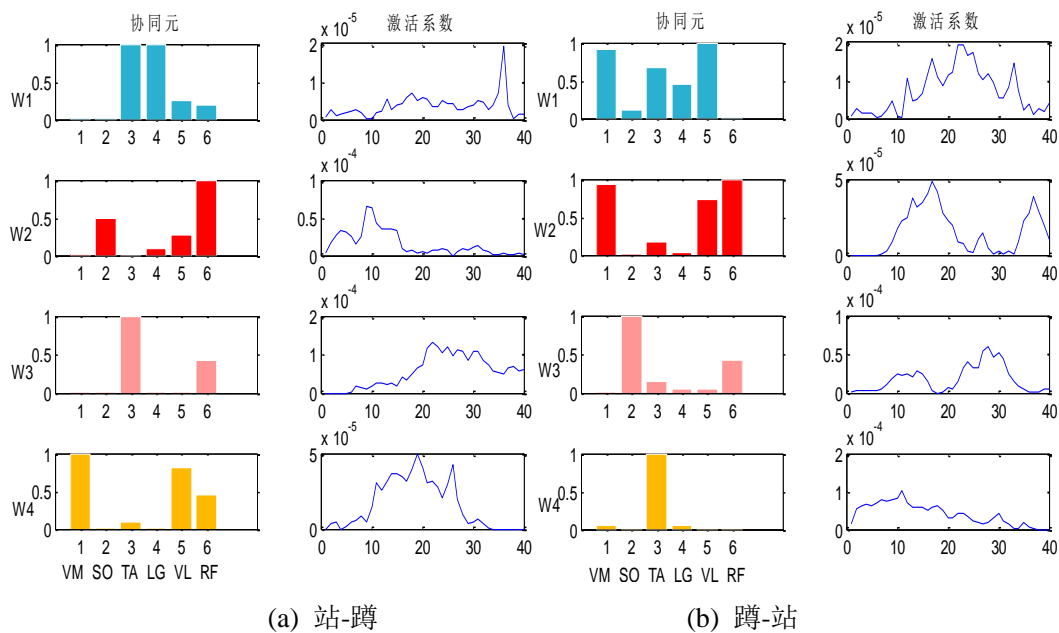 协同元 激活系数 协同元 激活系数
x 10^-5 x 10^-5
W1 1 0.5 0 1 2 3 4 5 6 2 1 0 0 10 20 30 40 W1 1 0.5 0 1 2 3 4 5 6 2 1 0 0 10 20 30 40
x 10^-4 x 10^-5
W2 1 0.5 0 1 2 3 4 5 6 1 0.5 0 0 10 20 30 40 W2 1 0.5 0 1 2 3 4 5 6 5 0 0 10 20 30 40
x 10^-4 x 10^-4
W3 1 0.5 0 1 2 3 4 5 6 2 1 0 0 10 20 30 40 W3 1 0.5 0 1 2 3 4 5 6 1 0.5 0 0 10 20 30 40
x 10^-5 x 10^-4
W4 1 0.5 0 1 2 3 4 5 6 5 0 0 10 20 30 40 W4 1 0.5 0 1 2 3 4 5 6 2 1 0 0 10 20 30 40
VM SO TA LG VL RF VM SO TA LG VL RF
(a) 站-蹲 (b) 蹲-站